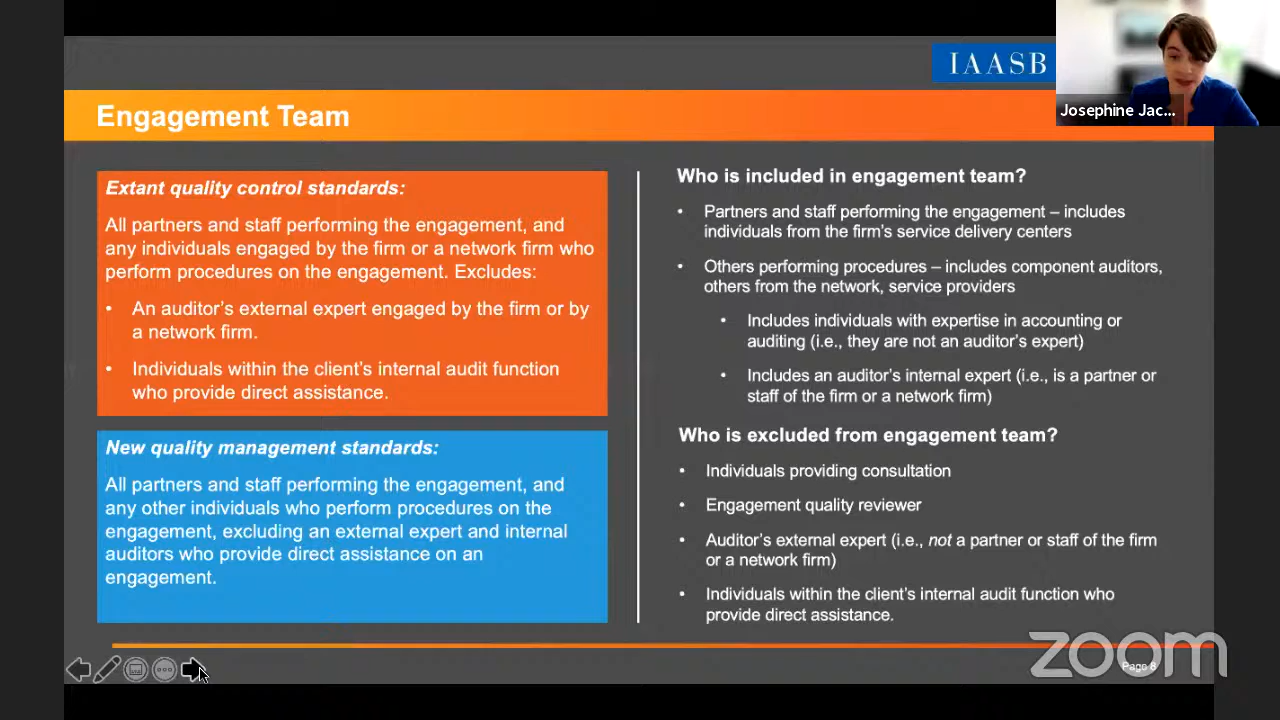 IAASB
Josephine Jac...
Engagement Team
Extant quality control standards:
All partners and staff performing the engagement, and
any individuals engaged by the firm or a network firm who
perform procedures on the engagement. Excludes:
• An auditor's external expert engaged by the firm or by
a network firm.
• Individuals within the client's internal audit function
who provide direct assistance.
New quality management standards:
All partners and staff performing the engagement, and
any other individuals who perform procedures on the
engagement, excluding an external expert and internal
auditors who provide direct assistance on an
engagement.
Who is included in engagement team?
• Partners and staff performing the engagement – includes
individuals from the firm's service delivery centers
• Others performing procedures – includes component auditors,
others from the network, service providers
• Includes individuals with expertise in accounting or
auditing (i.e., they are not an auditor's expert)
• Includes an auditor's internal expert (i.e., is a partner or
staff of the firm or a network firm)
Who is excluded from engagement team?
• Individuals providing consultation
• Engagement quality reviewer
• Auditor's external expert (i.e., not a partner or staff of the firm
or a network firm)
• Individuals within the client's internal audit function who
provide direct assistance.
zoom
Page 8